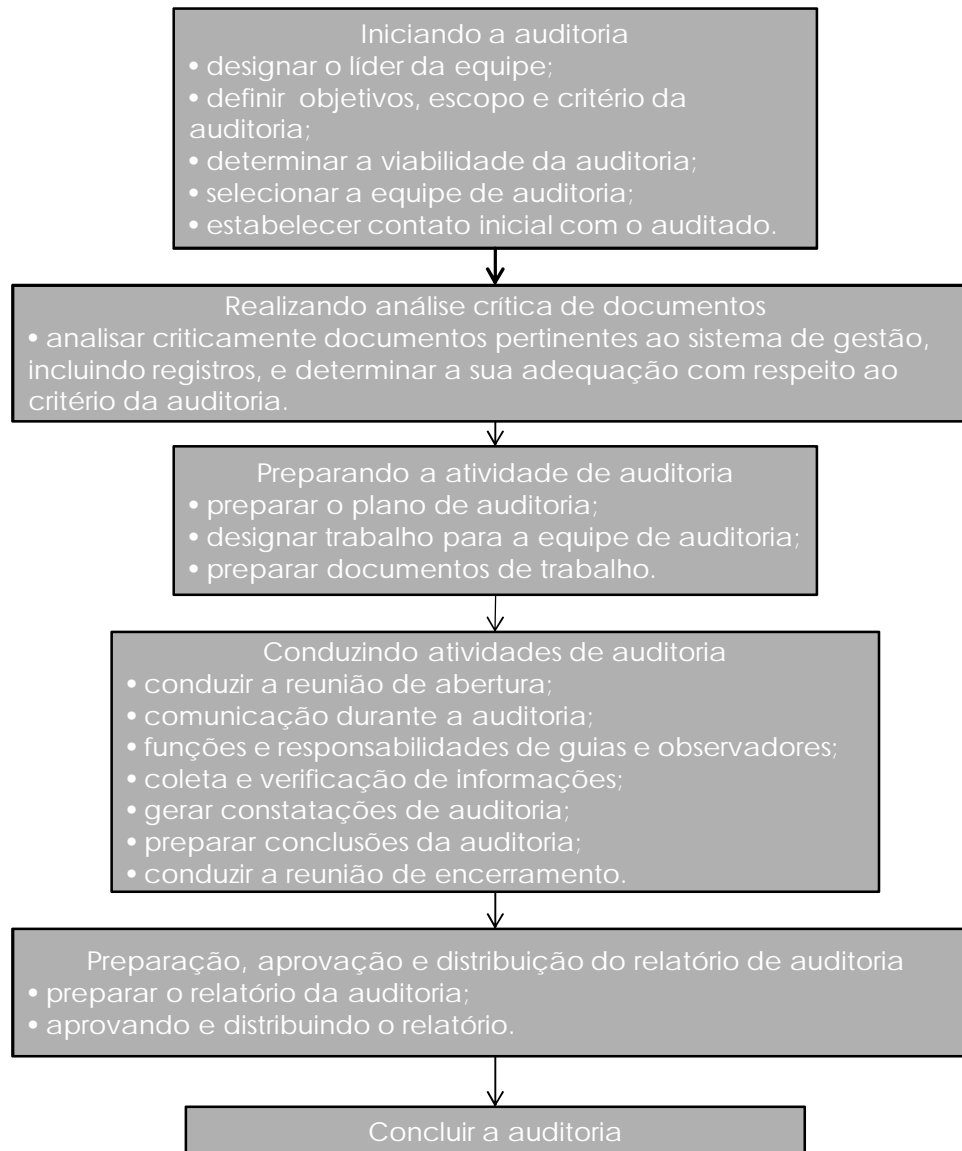 Iniciando a auditoria
• designar o líder da equipe;
• definir objetivos, escopo e critério da
auditoria;
• determinar a viabilidade da auditoria;
• selecionar a equipe de auditoria;
• estabelecer contato inicial com o auditado.
Realizando análise crítica de documentos
• analisar criticamente documentos pertinentes ao sistema de gestão,
incluindo registros, e determinar a sua adequação com respeito ao
critério da auditoria.
Preparando a atividade de auditoria
• preparar o plano de auditoria;
• designar trabalho para a equipe de auditoria;
• preparar documentos de trabalho.
Conduzindo atividades de auditoria
• conduzir a reunião de abertura;
• comunicação durante a auditoria;
• funções e responsabilidades de guias e observadores;
• coleta e verificação de informações;
• gerar constatações de auditoria;
• preparar conclusões da auditoria;
• conduzir a reunião de encerramento.
Preparação, aprovação e distribuição do relatório de auditoria
• preparar o relatório da auditoria;
• aprovando e distribuindo o relatório.
Concluir a auditoria